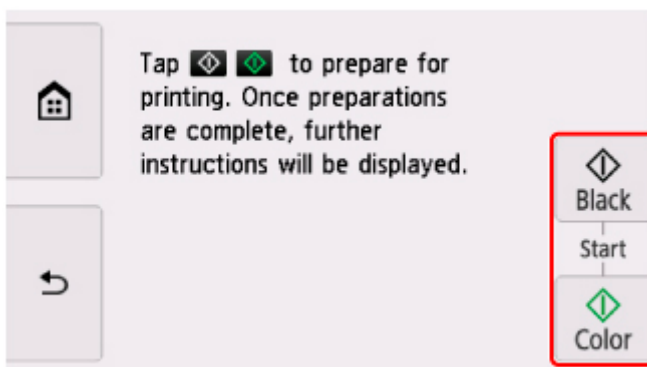 Tap to prepare for
printing. Once preparations
are complete, further
instructions will be displayed.
Black
Start
Color